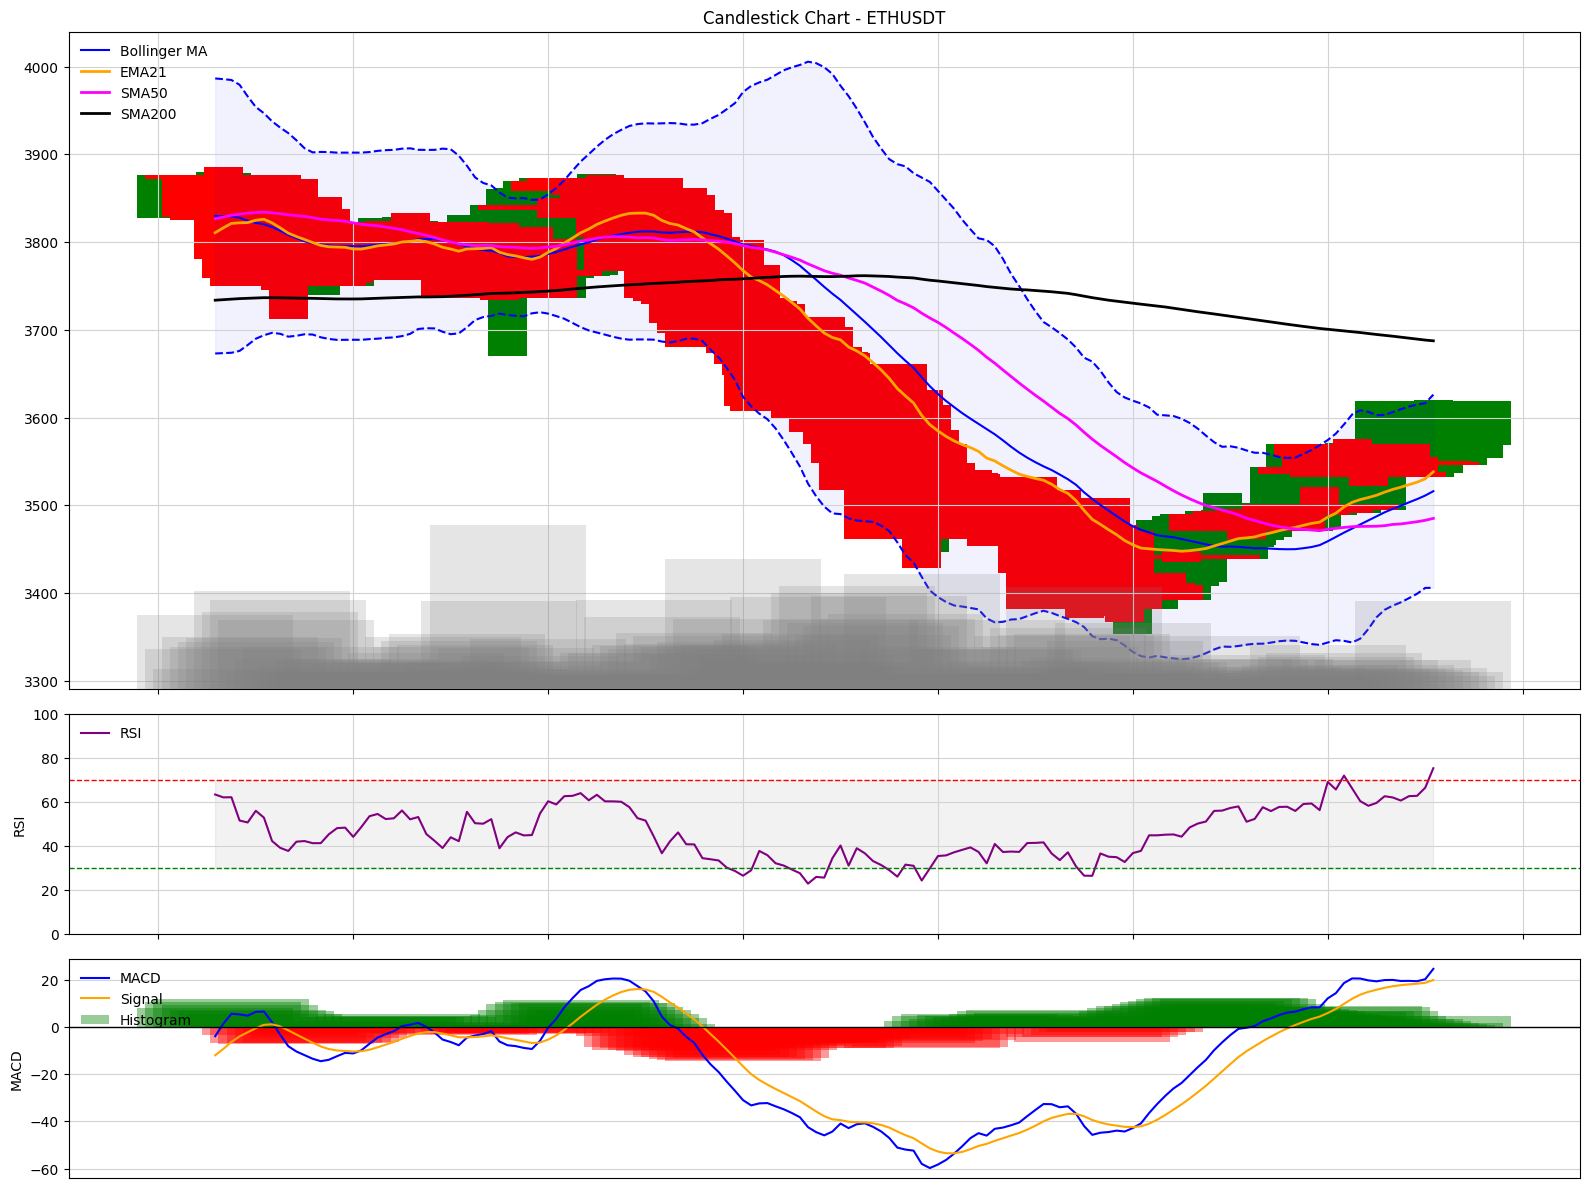 Candlestick Chart - ETHUSDT
Bollinger MA
EMA21
SMA50
SMA200
4000
3900
3800
3700
3600
3500
3400
3300
RSI
100
80
60
40
20
0
RSI
MACD
Signal
Histogram
20
0
−20
−40
−60
MACD